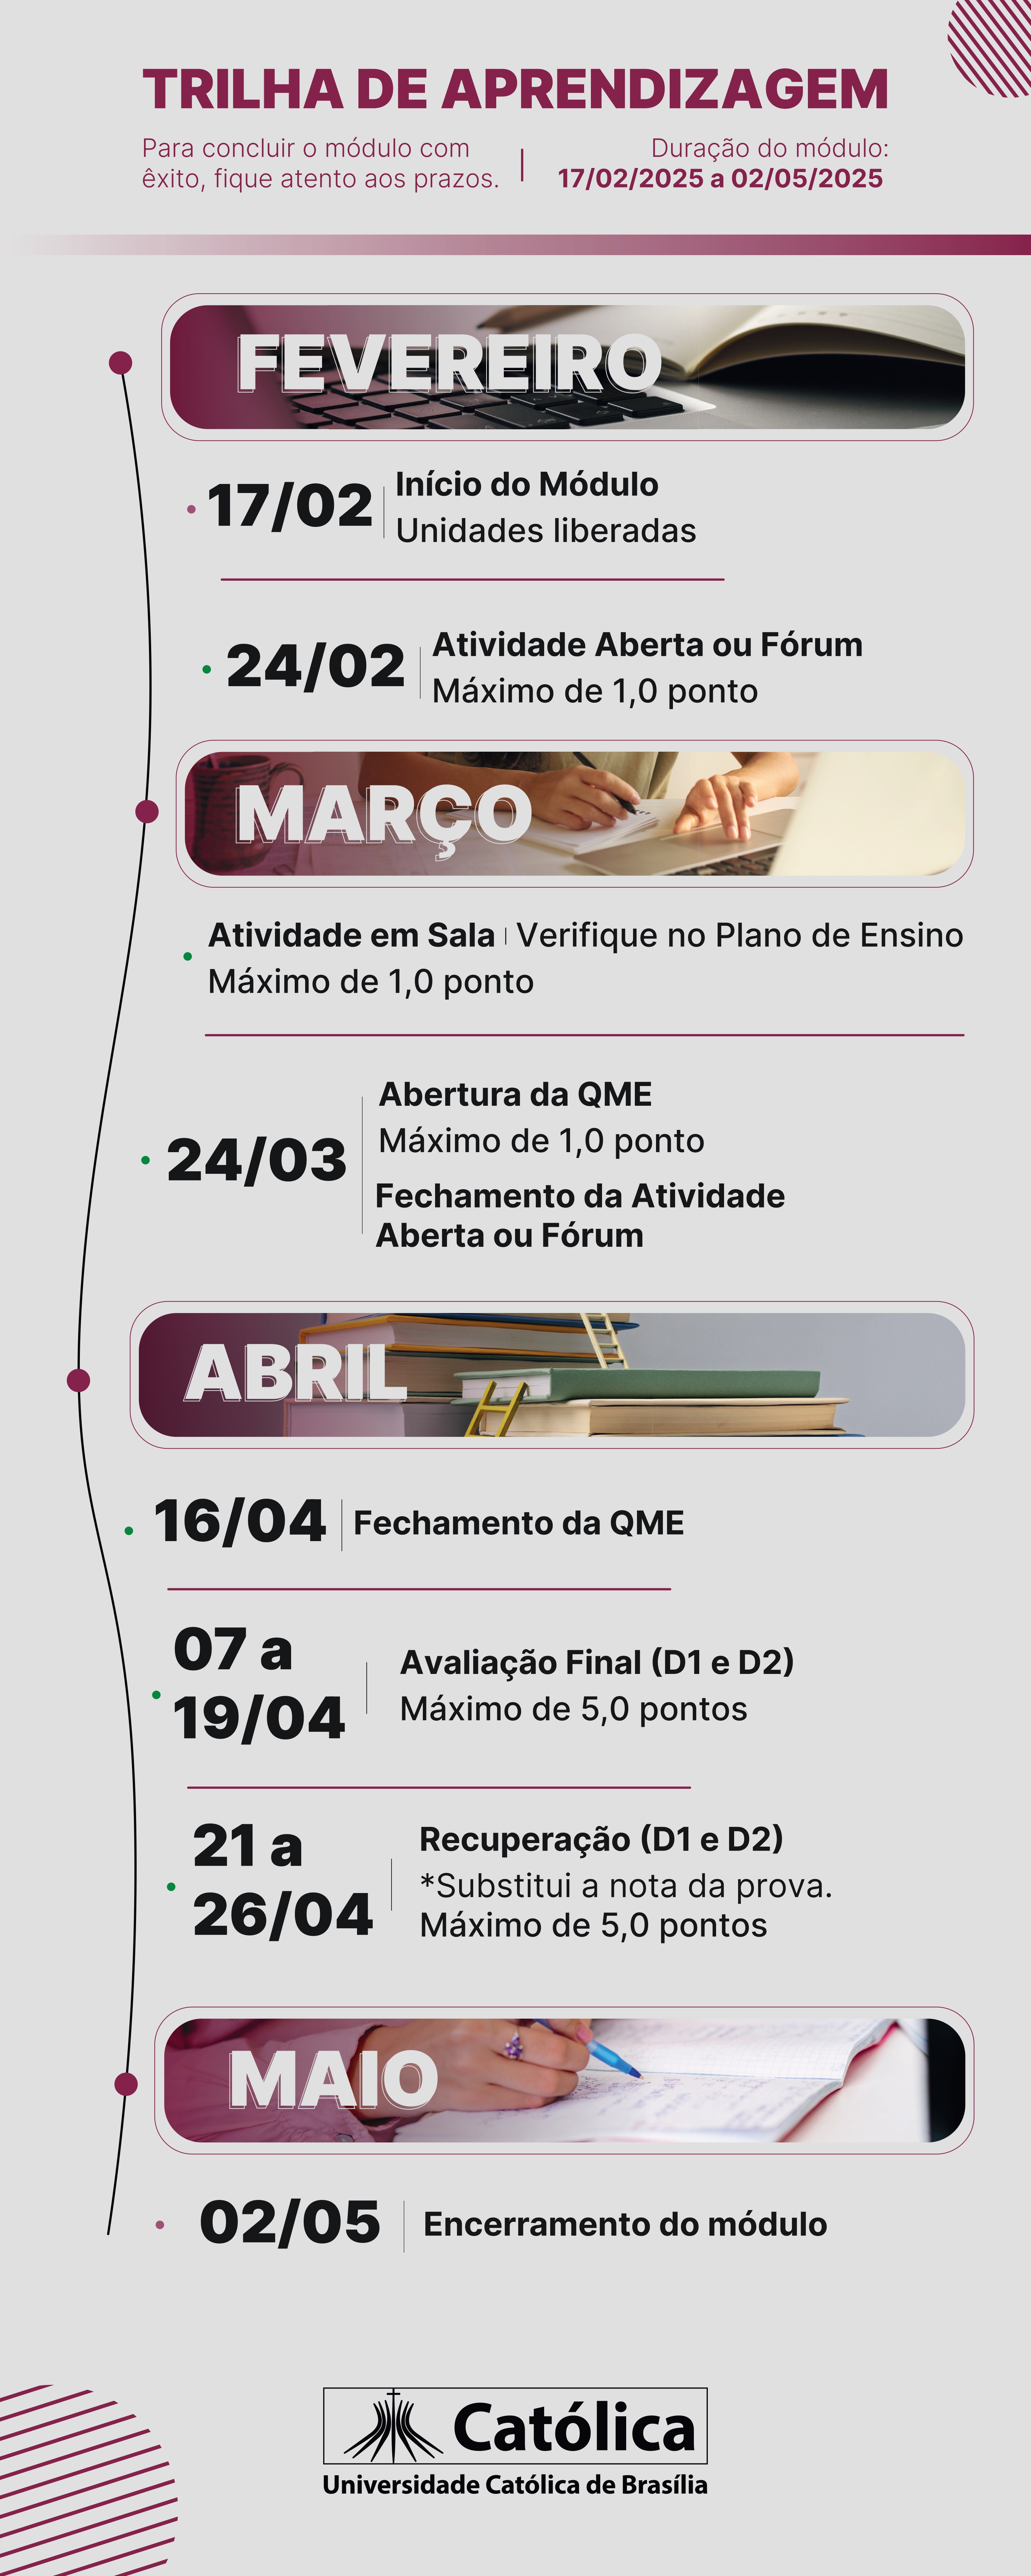 TRILHA DE APRENDIZAGEM
Para concluir o módulo com
êxito, fique atento aos prazos.
Duração do módulo:
17/02/2025 a 02/05/2025
FEVEREIRO
17/02
Início do Módulo
Unidades liberadas
24/02
Atividade Aberta ou Fórum
Máximo de 1,0 ponto
MARÇO
Atividade em Sala | Verifique no Plano de Ensino
Máximo de 1,0 ponto
24/03
Abertura da QME
Máximo de 1,0 ponto
Fechamento da Atividade
Aberta ou Fórum
ABRIL
16/04
Fechamento da QME
07 a
19/04
Avaliação Final (D1 e D2)
Máximo de 5,0 pontos
21 a
26/04
Recuperação (D1 e D2)
*Substitui a nota da prova.
Máximo de 5,0 pontos
MAIO
02/05
Encerramento do módulo
Católica
Universidade Católica de Brasília